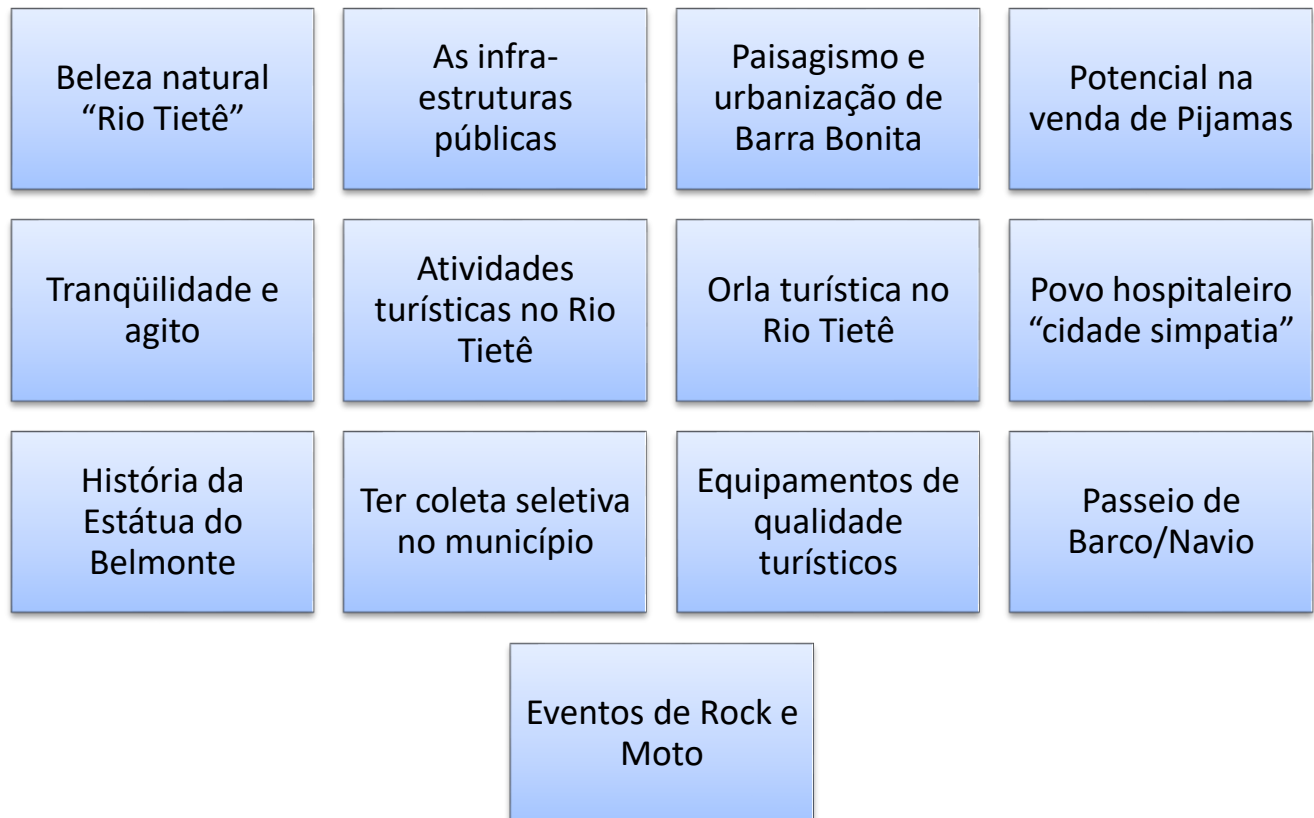 Beleza natural
“Rio Tietê”
As infra-
estruturas
públicas
Paisagismo e
urbanização de
Barra Bonita
Potencial na
venda de Pijamas
Tranqüilidade e
agito
Atividades
turísticas no Rio
Tietê
Orla turística no
Rio Tietê
Povo hospitaleiro
“cidade simpatia”
História da
Estátua do
Belmonte
Ter coleta seletiva
no município
Equipamentos de
qualidade
turísticos
Passeio de
Barco/Navio
Eventos de Rock e
Moto